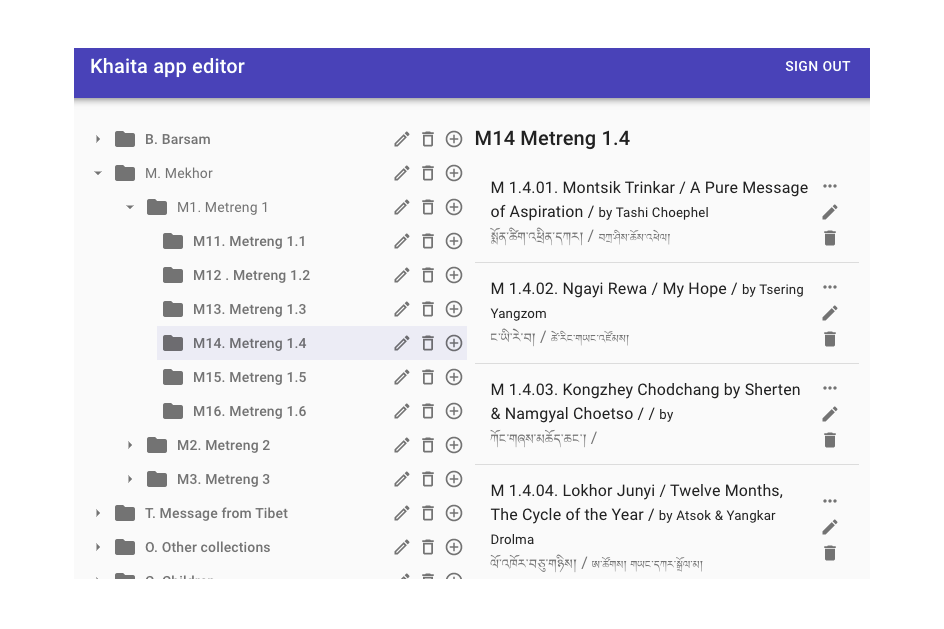 Khaita app editor
SIGN OUT
B. Barsam
M. Mekhor
M1. Metreng 1
M11. Metreng 1.1
M12 . Metreng 1.2
M13. Metreng 1.3
M14. Metreng 1.4
M15. Metreng 1.5
M16. Metreng 1.6
M2. Metreng 2
M3. Metreng 3
T. Message from Tibet
O. Other collections
M14 Metreng 1.4
M 1.4.01. Montsik Trinkar / A Pure Message
of Aspiration / by Tashi Choephel
སྨོན་ཚིག་འཕྲིན་དཀར། / བཀྲ་ཤིས་ཆོས་འཕེལ།
M 1.4.02. Ngayi Rewa / My Hope / by Tsering
Yangzom
ང་ཡི་རེ་བ། / ཚེ་རིང་གཡང་འཛོམས།
M 1.4.03. Kongzhey Chodchang by Sherten
& Namgyal Choetso / / by
ཀོང་གཞས་མཆོད་ཆང་། /
M 1.4.04. Lokhor Junyi / Twelve Months,
The Cycle of the Year / by Atsok & Yangkar
Drolma
ལོ་འཁོར་བཅུ་གཉིས། / ཨ་ཚོགས། གཡང་དཀར་སྒྲོལ་མ།